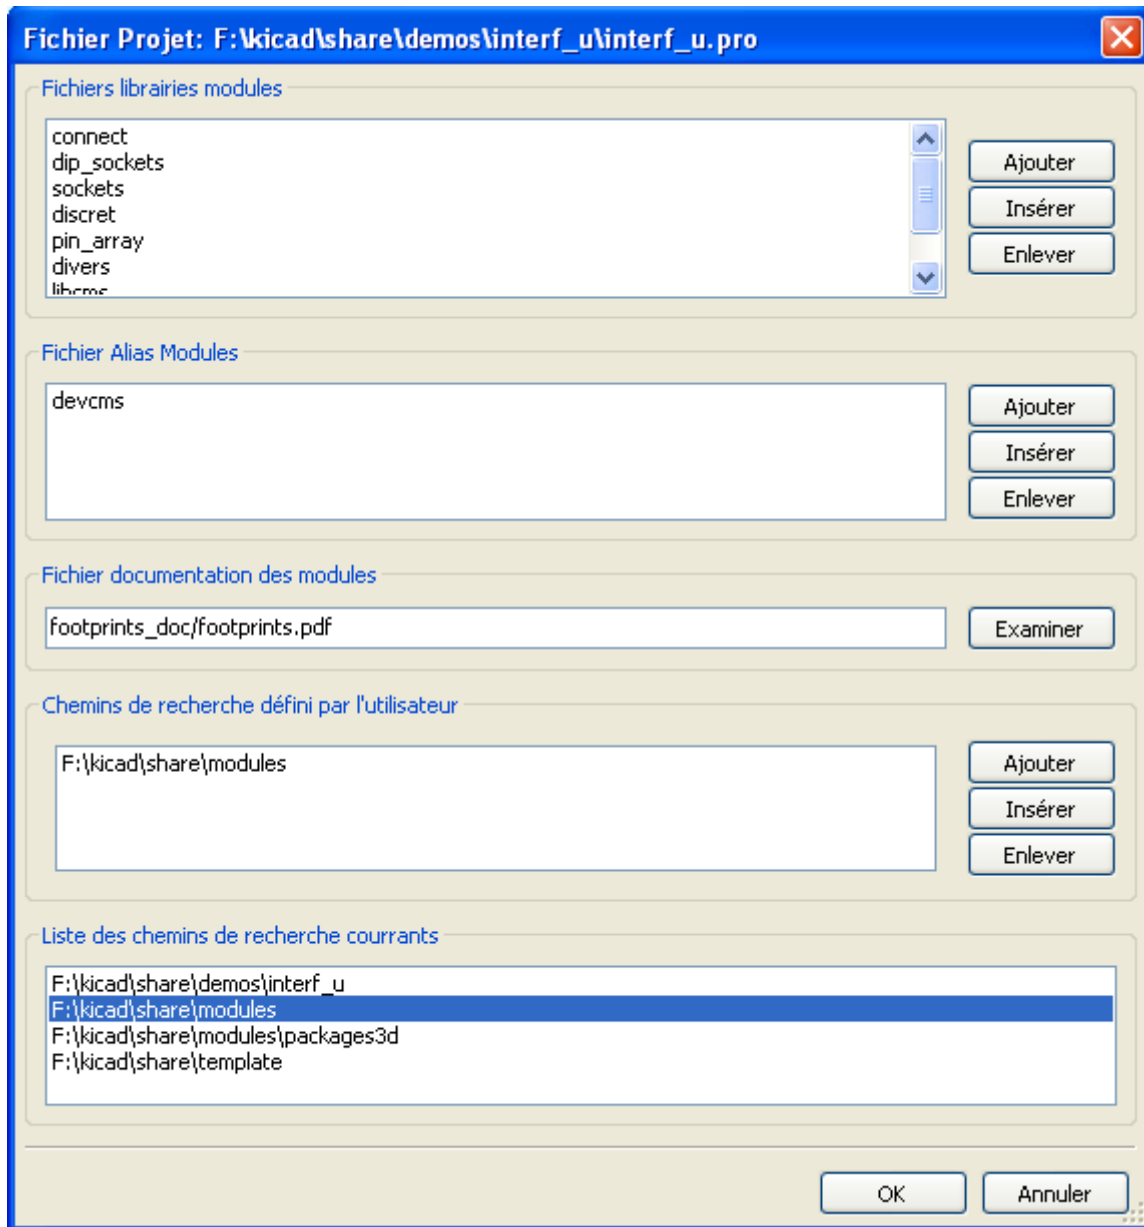 Fichier Projet: F:\kicad\share\demos\interf_u\interf_u.pro
Fichiers librairies modules
connect
dip_sockets
sockets
discret
pin_array
divers
libcms
Ajouter
Insérer
Enlever
Fichier Alias Modules
devcms
Ajouter
Insérer
Enlever
Fichier documentation des modules
footprints_doc/footprints.pdf
Examiner
Chemins de recherche défini par l'utilisateur
F:\kicad\share\modules
Ajouter
Insérer
Enlever
Liste des chemins de recherche courrants
F:\kicad\share\demos\interf_u
F:\kicad\share\modules
F:\kicad\share\modules\packages3d
F:\kicad\share\template
OK
Annuler